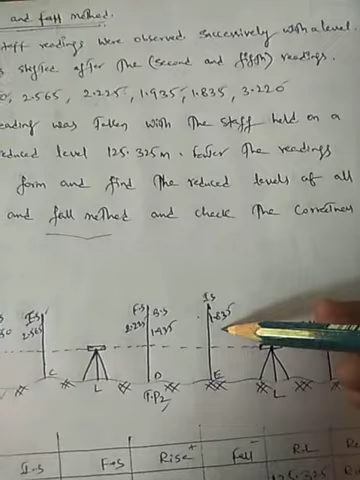 and fall method.
staff readings were observed successively with a level.
shifted after The (second and fifth) readings.
2.565, 2.225, 1.935, 1.835, 3.220
reading was Taken with The staff held on a
reduced level 125.325 m. Enter The readings
form and find The reduced levels of all
and fall method and check The correctness
I.S
2.565
F.S
2.225
B.S
1.935
I.S
1.835
C
L
D
E
L
T.P2
I.S F.S Rise+ Fall− R.L
125.325